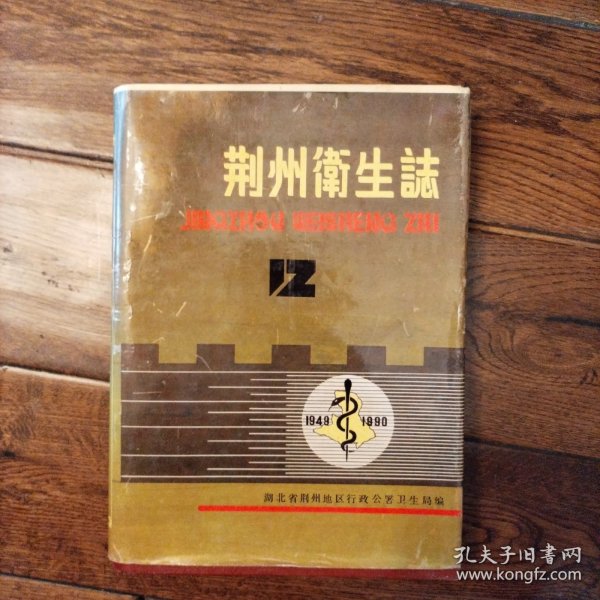 荆州衛生誌
JINGZHOU WEISHENG ZHI
1949 1990
湖北省荆州地区行政公署卫生局编
孔夫子旧書网
www.kongfz.com